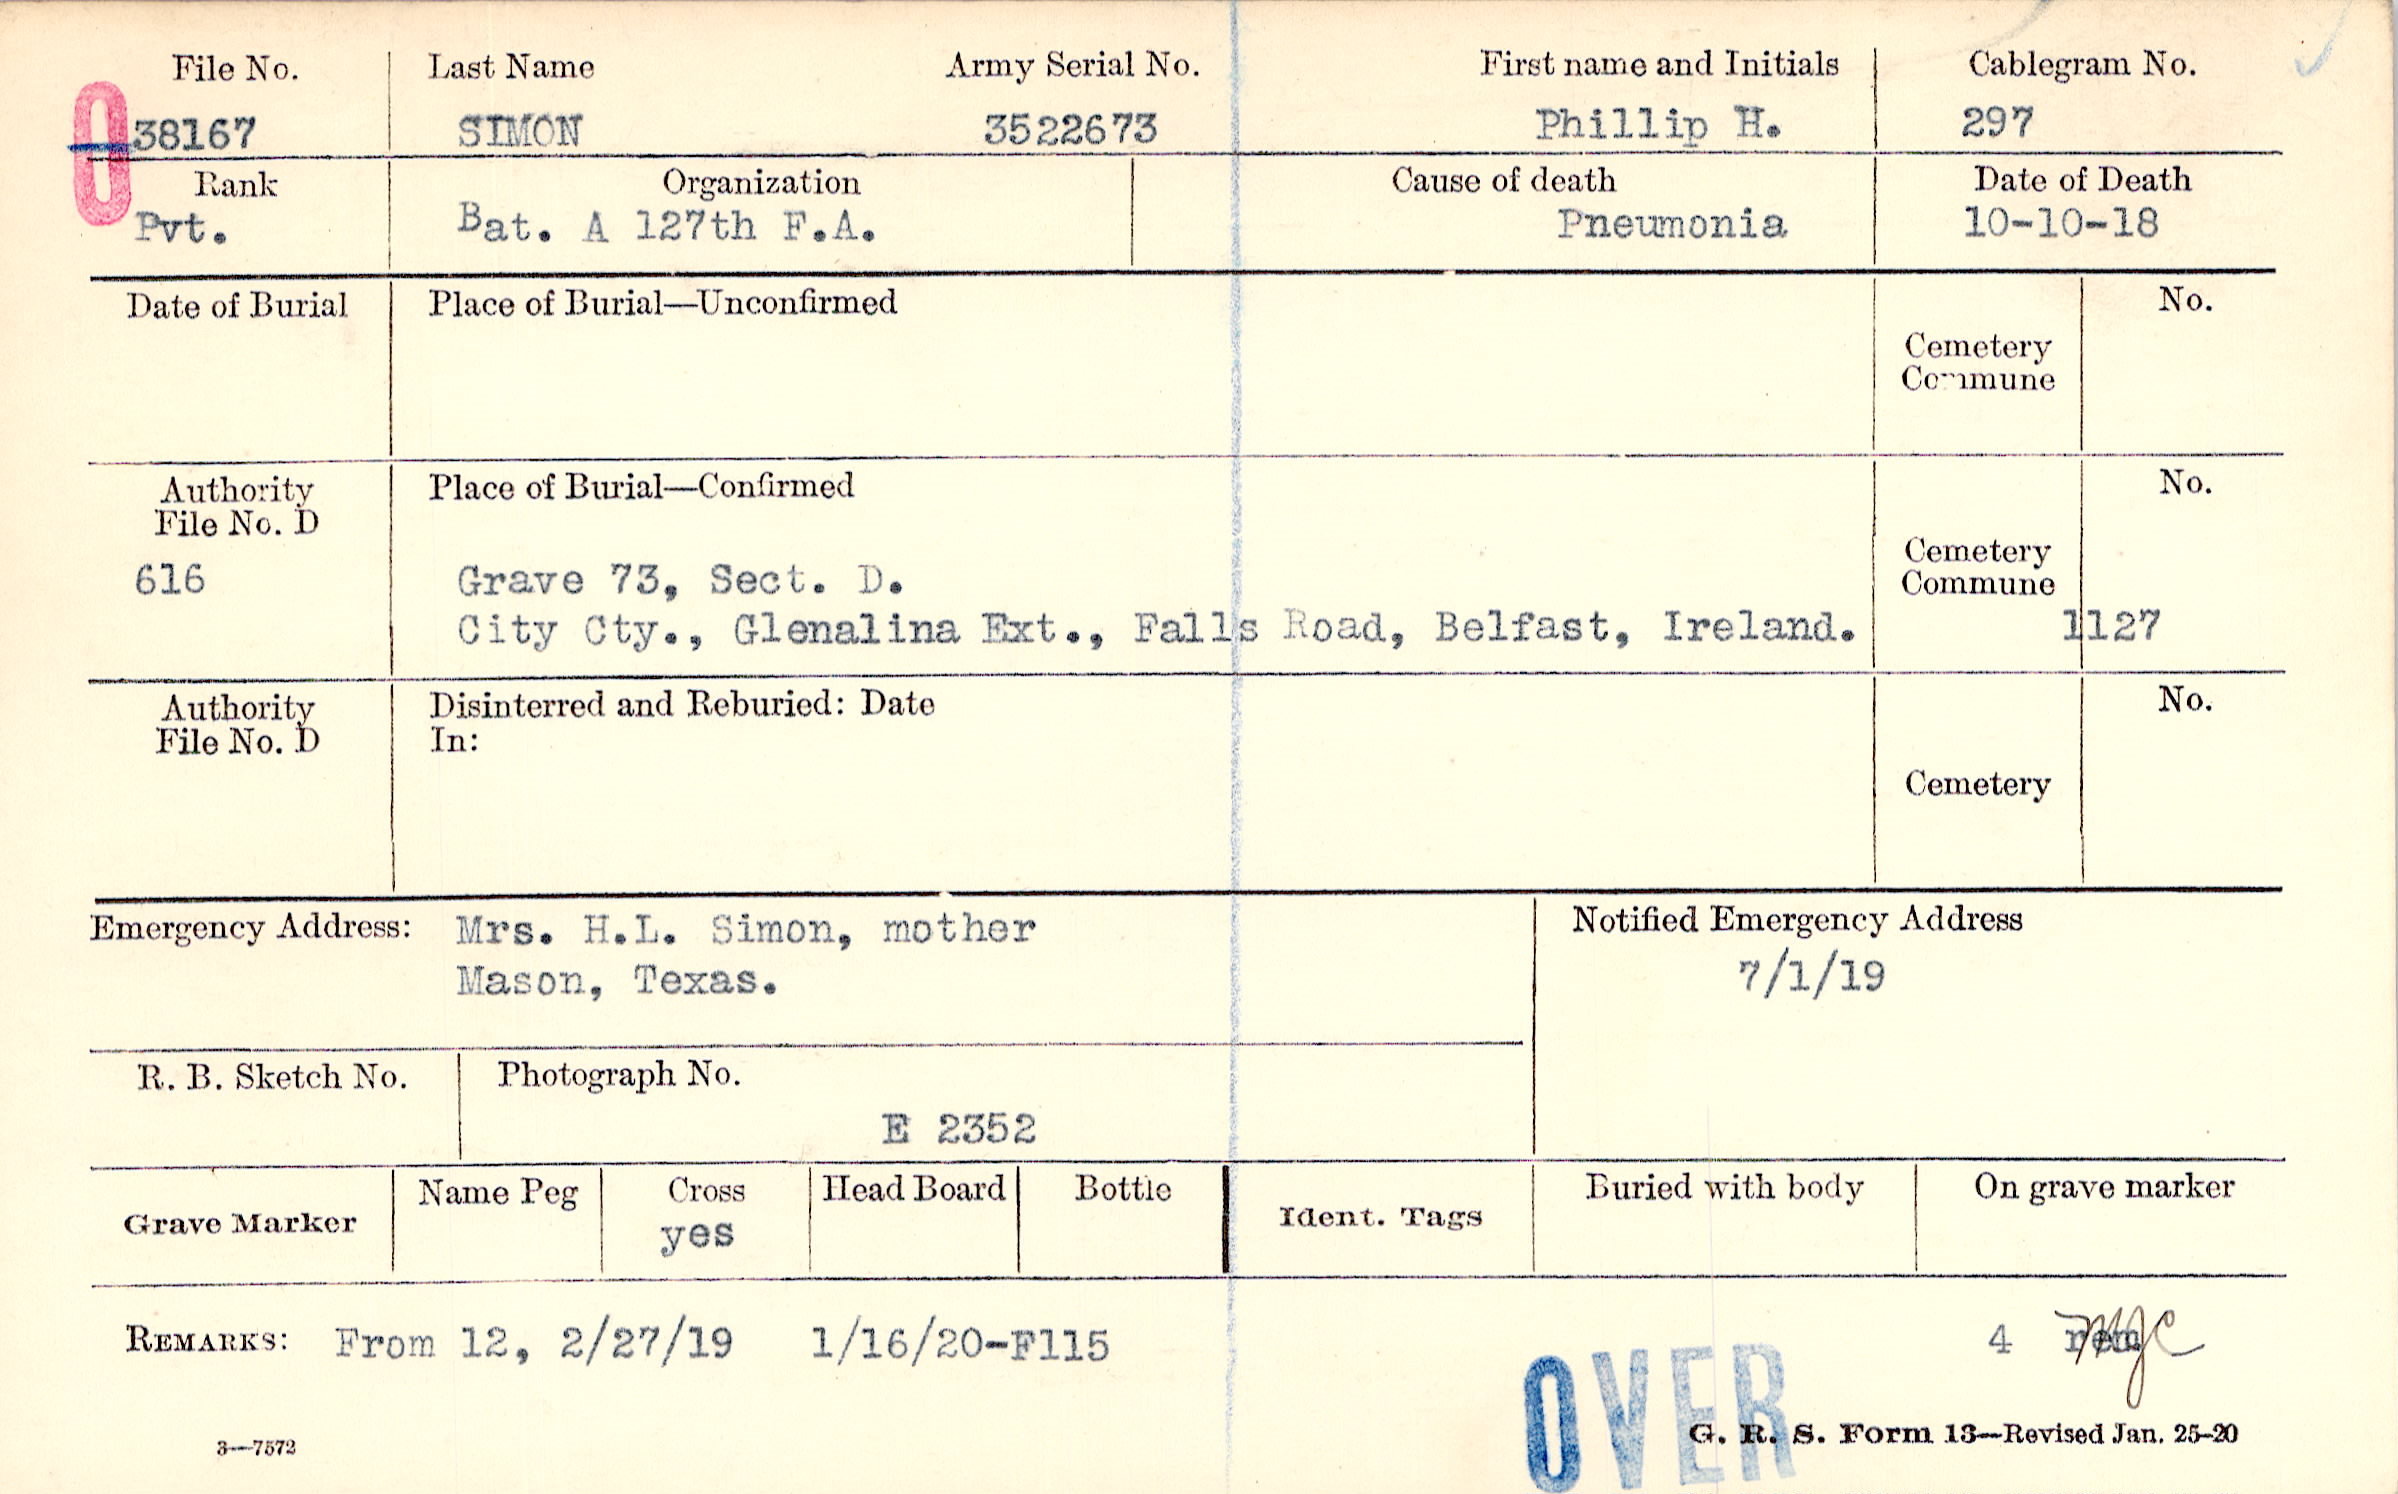 File No. Last Name Army Serial No. First name and Initials Cablegram No.
O 38167 SIMON 3522673 Phillip H. 297
Rank Organization Cause of death Date of Death
Pvt. Bat. A 127th F.A. Pneumonia 10-10-18
Date of Burial Place of Burial—Unconfirmed No.
Cemetery
Commune
Authority Place of Burial—Confirmed No.
File No. D
Cemetery
616 Grave 73, Sect. D. Commune
City Cty., Glenalina Ext., Falls Road, Belfast, Ireland. 1127
Authority Disinterred and Reburied: Date No.
File No. D In:
Cemetery
Emergency Address: Mrs. H.L. Simon, mother Notified Emergency Address
Mason, Texas. 7/1/19
R. B. Sketch No. Photograph No.
E 2352
Name Peg Cross Head Board Bottle Buried with body On grave marker
Grave Marker yes Ident. Tags
REMARKS: From 12, 2/27/19 1/16/20-F115 4
OVER
3—7572 G. R. S. Form 13—Revised Jan. 25-20